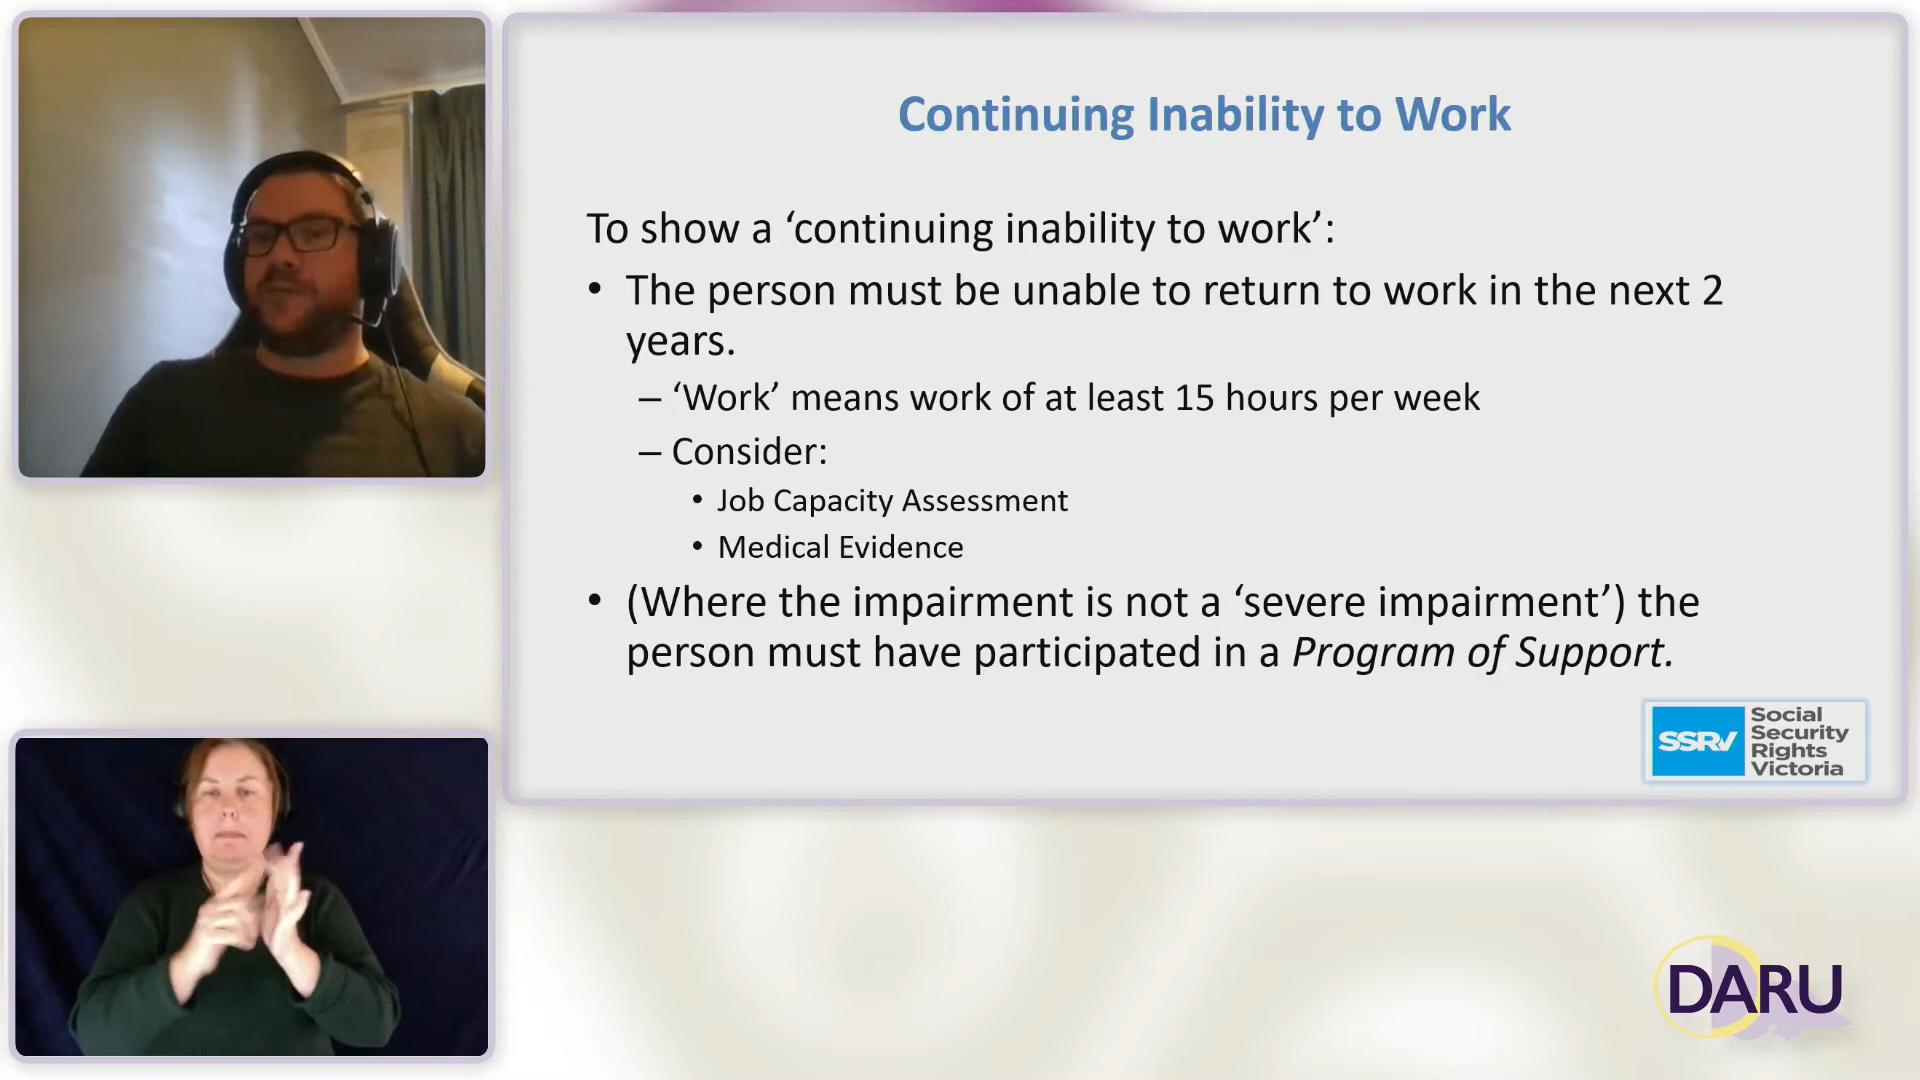 Continuing Inability to Work
To show a ‘continuing inability to work’:
• The person must be unable to return to work in the next 2
years.
– ‘Work’ means work of at least 15 hours per week
– Consider:
• Job Capacity Assessment
• Medical Evidence
• (Where the impairment is not a ‘severe impairment’) the
person must have participated in a Program of Support.
SSRV
Social
Security
Rights
Victoria
DARU